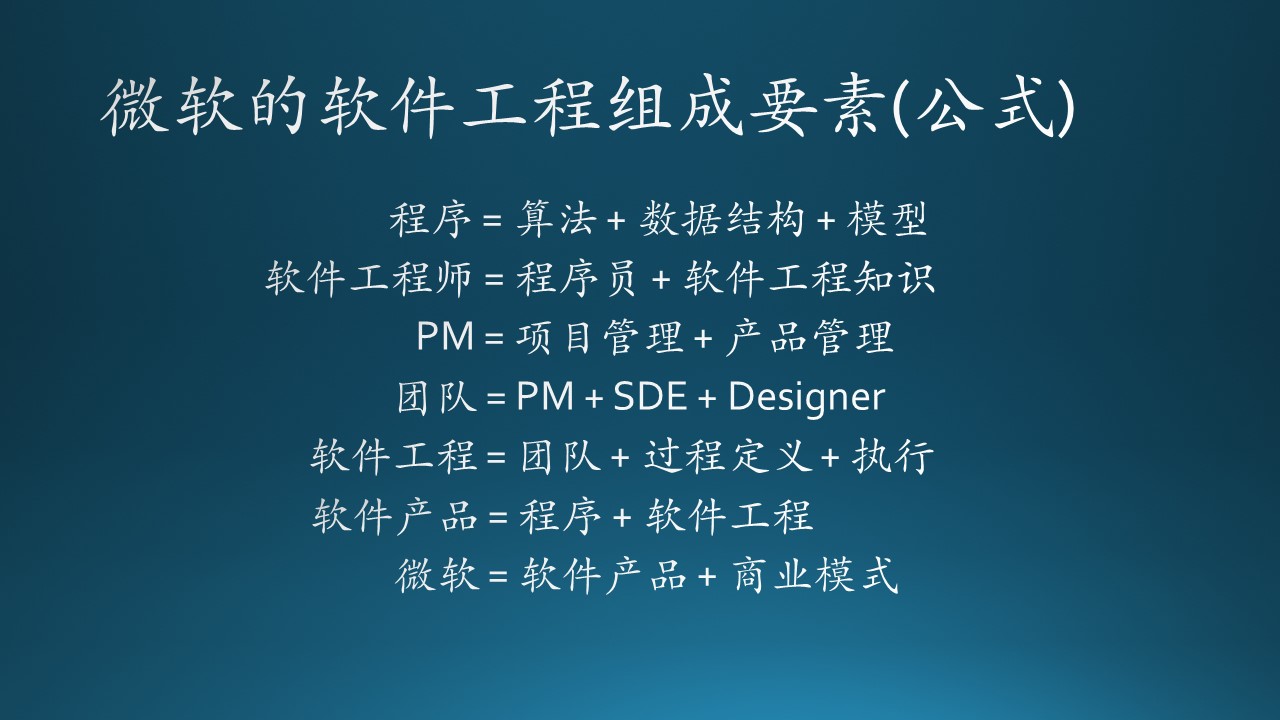 微软的软件工程组成要素(公式)
程序 = 算法 + 数据结构 + 模型
软件工程师 = 程序员 + 软件工程知识
PM = 项目管理 + 产品管理
团队 = PM + SDE + Designer
软件工程 = 团队 + 过程定义 + 执行
软件产品 = 程序 + 软件工程
微软 = 软件产品 + 商业模式